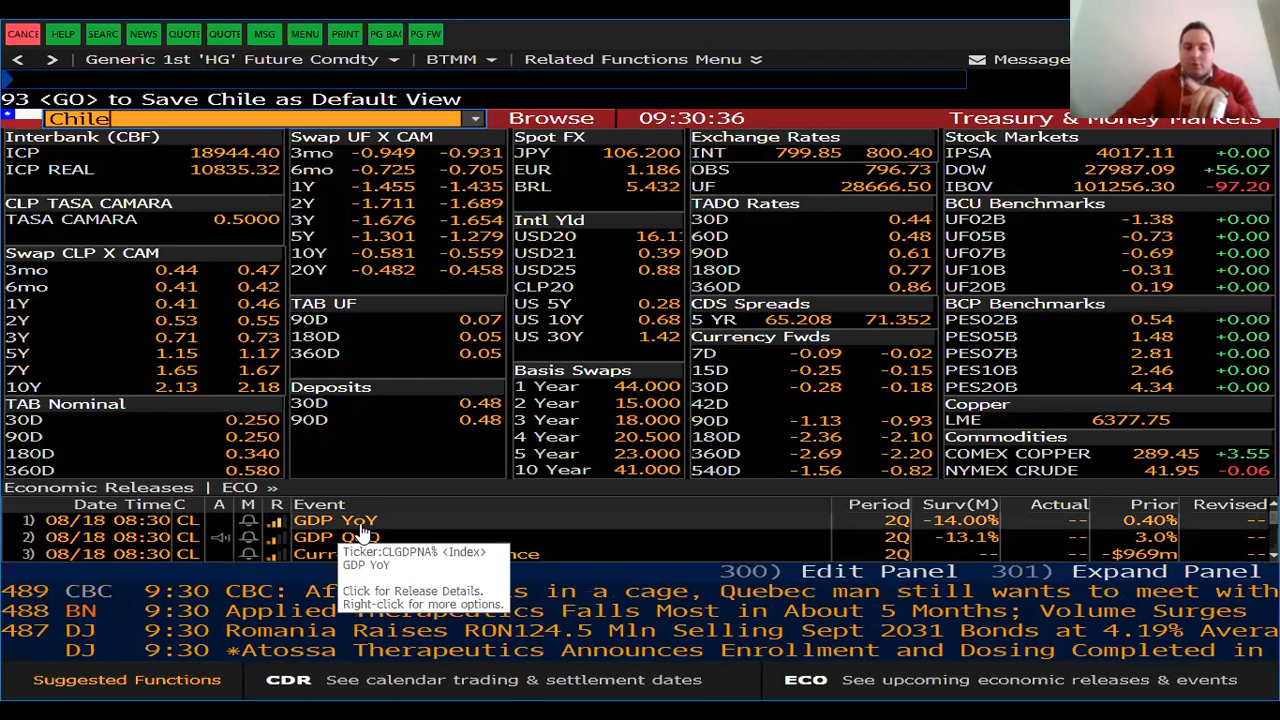 CANCE HELP SEARC NEWS QUOTE QUOTE MSG MENU PRINT PG BAC PG FW
< > Generic 1st 'HG' Future Comdty BTMM Related Functions Menu Message
93 <GO> to Save Chile as Default View
Chile Browse 09:30:36 Treasury & Money Markets
Interbank (CBF) Swap UF X CAM Spot FX Exchange Rates Stock Markets
ICP 18944.40 3mo -0.949 -0.931 JPY 106.200 INT 799.85 800.40 IPSA 4017.11 +0.00
ICP REAL 10835.32 6mo -0.725 -0.705 EUR 1.186 OBS 796.73 DOW 27987.09 +56.07
1Y -1.455 -1.435 BRL 5.432 UF 28666.50 IBOV 101256.30 -97.20
CLP TASA CAMARA 2Y -1.711 -1.689 TADO Rates BCU Benchmarks
TASA CAMARA 0.5000 3Y -1.676 -1.654 Intl Yld 30D 0.44 UF02B -1.38 +0.00
5Y -1.301 -1.279 USD20 16.1 60D 0.48 UF05B -0.73 +0.00
Swap CLP X CAM 10Y -0.581 -0.559 USD21 0.39 90D 0.61 UF07B -0.69 +0.00
3mo 0.44 0.47 20Y -0.482 -0.458 USD25 0.88 180D 0.77 UF10B -0.31 +0.00
6mo 0.41 0.42 CLP20 360D 0.86 UF20B 0.19 +0.00
1Y 0.41 0.46 TAB UF US 5Y 0.28 CDS Spreads BCP Benchmarks
2Y 0.53 0.55 90D 0.07 US 10Y 0.68 5 YR 65.208 71.352 PES02B 0.54 +0.00
3Y 0.71 0.73 180D 0.05 US 30Y 1.42 Currency Fwds PES05B 1.48 +0.00
5Y 1.15 1.17 360D 0.05 7D -0.09 -0.02 PES07B 2.81 +0.00
7Y 1.65 1.67 Basis Swaps 15D -0.25 -0.15 PES10B 2.46 +0.00
10Y 2.13 2.18 Deposits 1 Year 44.000 30D -0.28 -0.18 PES20B 4.34 +0.00
TAB Nominal 30D 0.48 2 Year 15.000 42D Copper
30D 0.250 90D 0.48 3 Year 18.000 90D -1.13 -0.93 LME 6377.75
90D 0.250 4 Year 20.500 180D -2.36 -2.10 Commodities
180D 0.340 5 Year 23.000 360D -2.69 -2.20 COMEX COPPER 289.45 +3.55
360D 0.580 10 Year 41.000 540D -1.56 -0.82 NYMEX CRUDE 41.95 -0.06
Economic Releases | ECO »
Date Time C A M R Event Period Surv(M) Actual Prior Revised
1) 08/18 08:30 CL GDP YoY 2Q -14.00% -- 0.40% --
2) 08/18 08:30 CL GDP QoQ 2Q -13.1% -- 3.0% --
3) 08/18 08:30 CL Curr nce 2Q -- -- -$969m --
Ticker:CLGDPNA% <Index>
GDP YoY
Click for Release Details.
Right-click for more options.
300) Edit Panel 301) Expand Panel
489 CBC 9:30 CBC: Af s in a cage, Quebec man wants to meet with
488 BN 9:30 Applied peutics Falls Most in About 5 Months; Volume Surges
487 DJ 9:30 Romania Raises RON124.5 Mln Selling Sept 2031 Bonds at 4.19% Avera
DJ 9:30 *Atossa Therapeutics Announces Enrollment and Dosing Completed in
Suggested Functions CDR See calendar trading & settlement dates ECO See upcoming economic releases & events